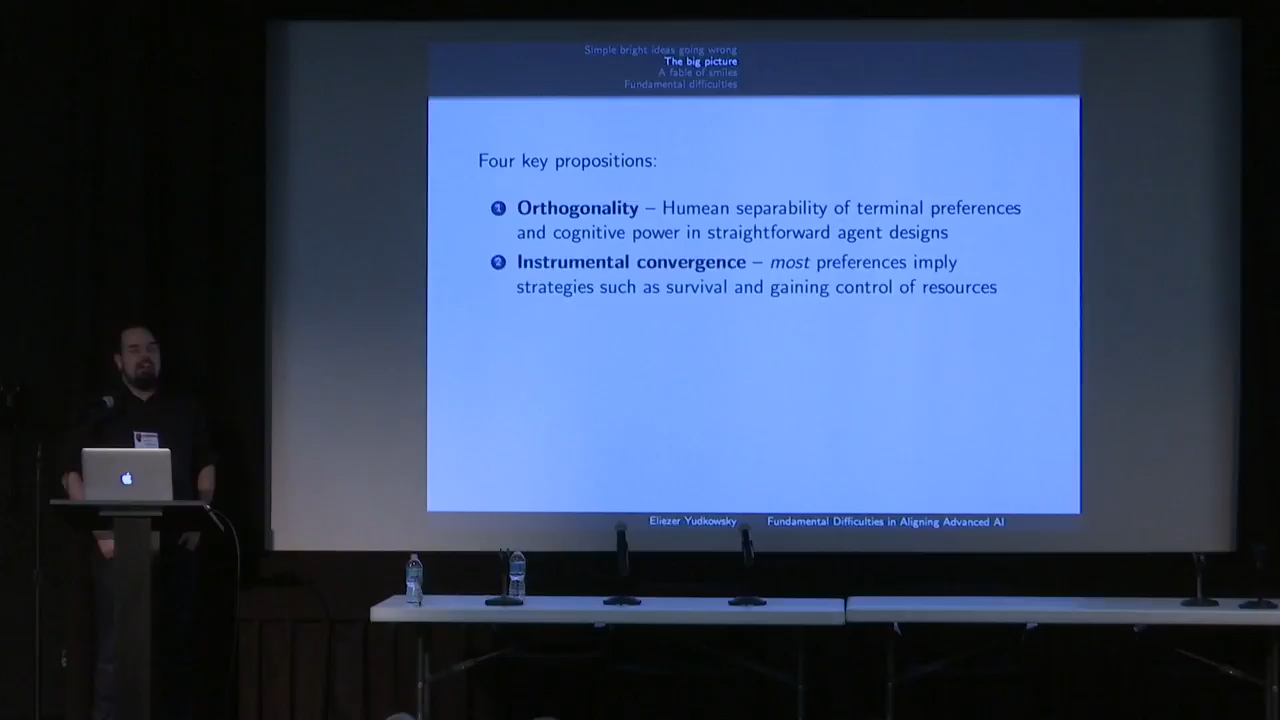 Simple bright ideas going wrong
The big picture
A fable of smiles
Fundamental difficulties
Four key propositions:
1 Orthogonality – Humean separability of terminal preferences
and cognitive power in straightforward agent designs
2 Instrumental convergence – most preferences imply
strategies such as survival and gaining control of resources
Eliezer Yudkowsky Fundamental Difficulties in Aligning Advanced AI